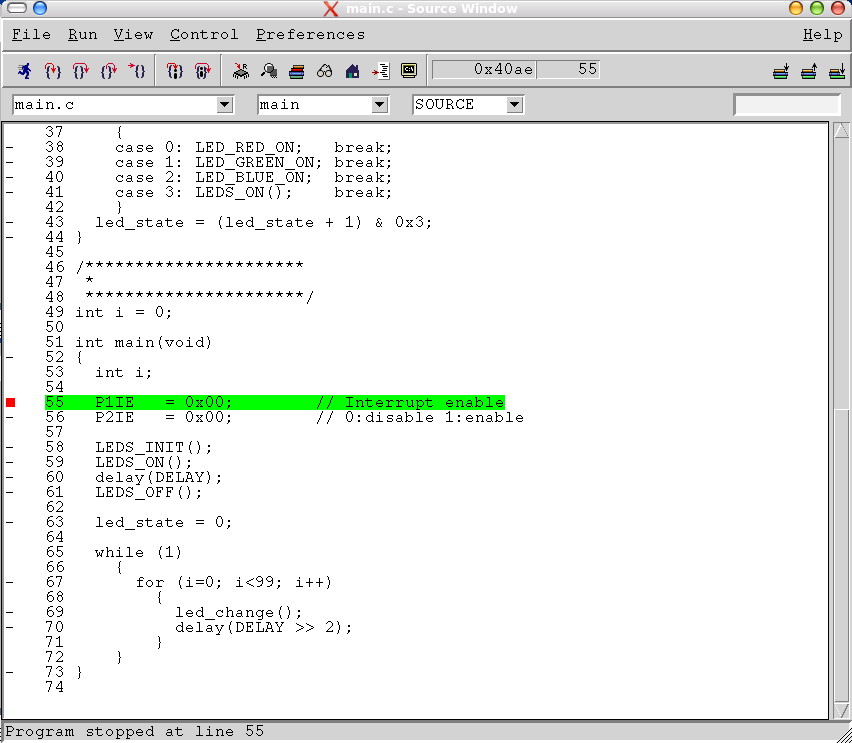 main.c - Source Window
File Run View Control Preferences Help
0x40ae 55
main.c main SOURCE
37     {
- 38     case 0: LED_RED_ON;   break;
- 39     case 1: LED_GREEN_ON; break;
- 40     case 2: LED_BLUE_ON;  break;
- 41     case 3: LEDS_ON();    break;
42     }
- 43   led_state = (led_state + 1) & 0x3;
- 44 }
45
46 /**********************
47  *
48  **********************/
49 int i = 0;
50
51 int main(void)
- 52 {
53   int i;
54
55   P1IE   = 0x00;        // Interrupt enable
- 56   P2IE   = 0x00;        // 0:disable 1:enable
57
- 58   LEDS_INIT();
- 59   LEDS_ON();
- 60   delay(DELAY);
- 61   LEDS_OFF();
62
- 63   led_state = 0;
64
65   while (1)
66     {
- 67       for (i=0; i<99; i++)
68         {
- 69           led_change();
- 70           delay(DELAY >> 2);
71         }
72     }
- 73 }
74
Program stopped at line 55